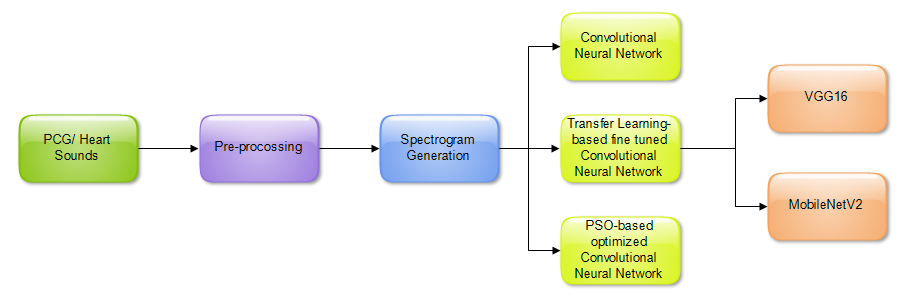 PCG/ Heart
Sounds
Pre-procossing
Spectrogram
Generation
Convolutional
Neural Network
Transfer Learning-
based fine tuned
Convolutional
Neural Network
PSO-based
optimized
Convolutional
Neural Network
VGG16
MobileNetV2